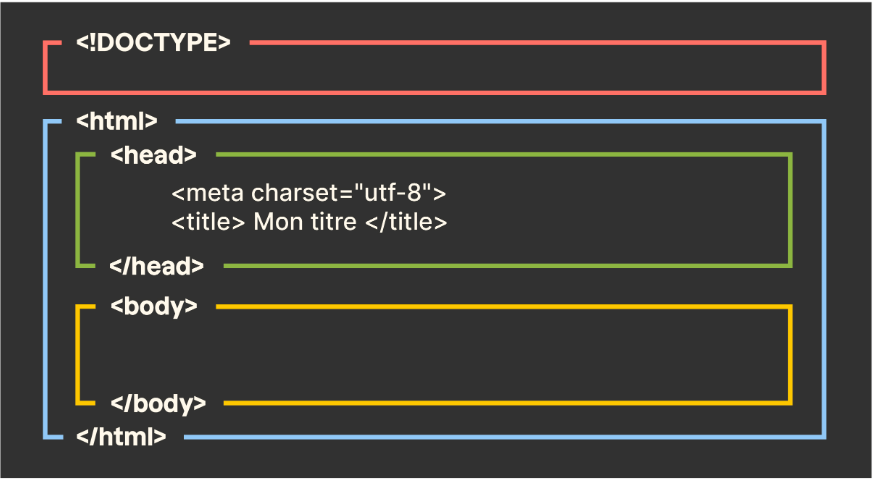 <!DOCTYPE>
<html>
<head>
<meta charset="utf-8">
<title> Mon titre </title>
</head>
<body>
</body>
</html>